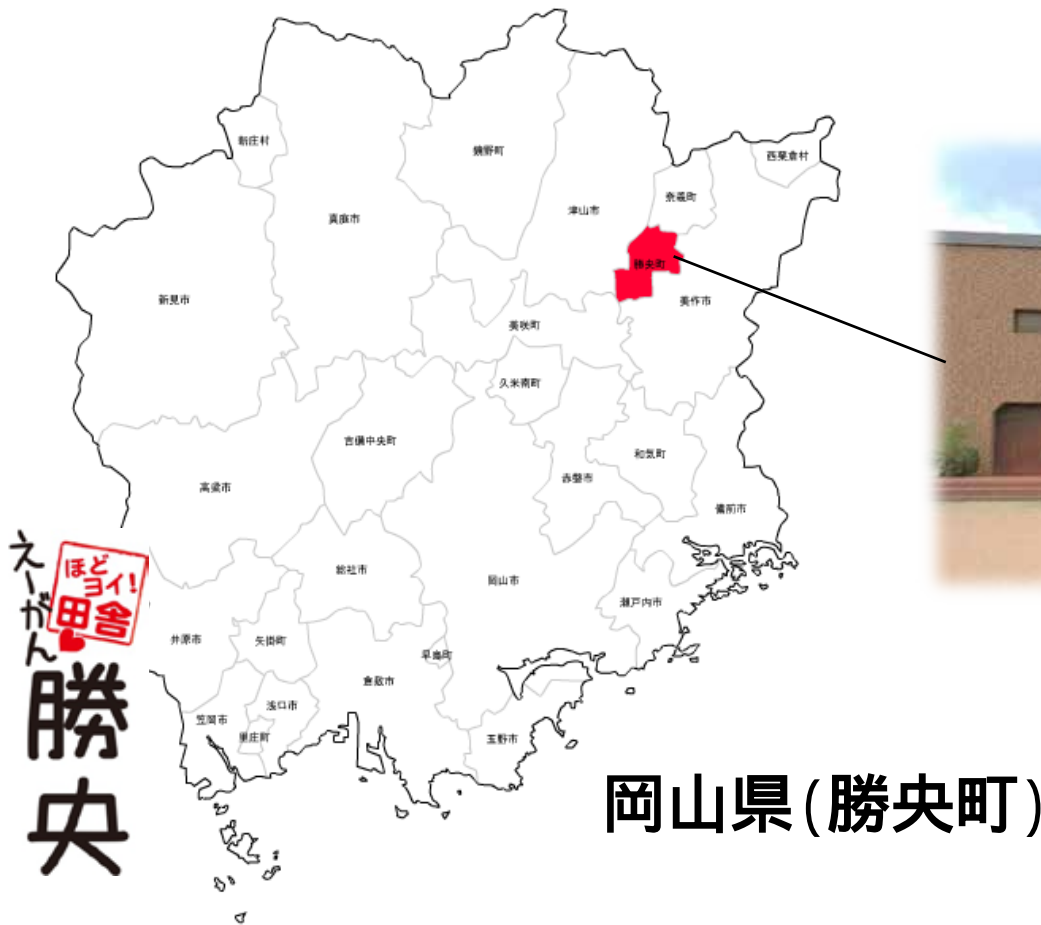 新庄村
鏡野町
西粟倉村
奈義町
津山市
真庭市
勝央町
美作市
新見市
美咲町
久米南町
吉備中央町
和気町
赤磐市
高梁市
備前市
総社市
岡山市
瀬戸内市
井原市
矢掛町
早島町
倉敷市
浅口市
笠岡市
里庄町
玉野市
えーがん
ほど
ヨイ!
田舎
勝央
岡山県(勝央町)